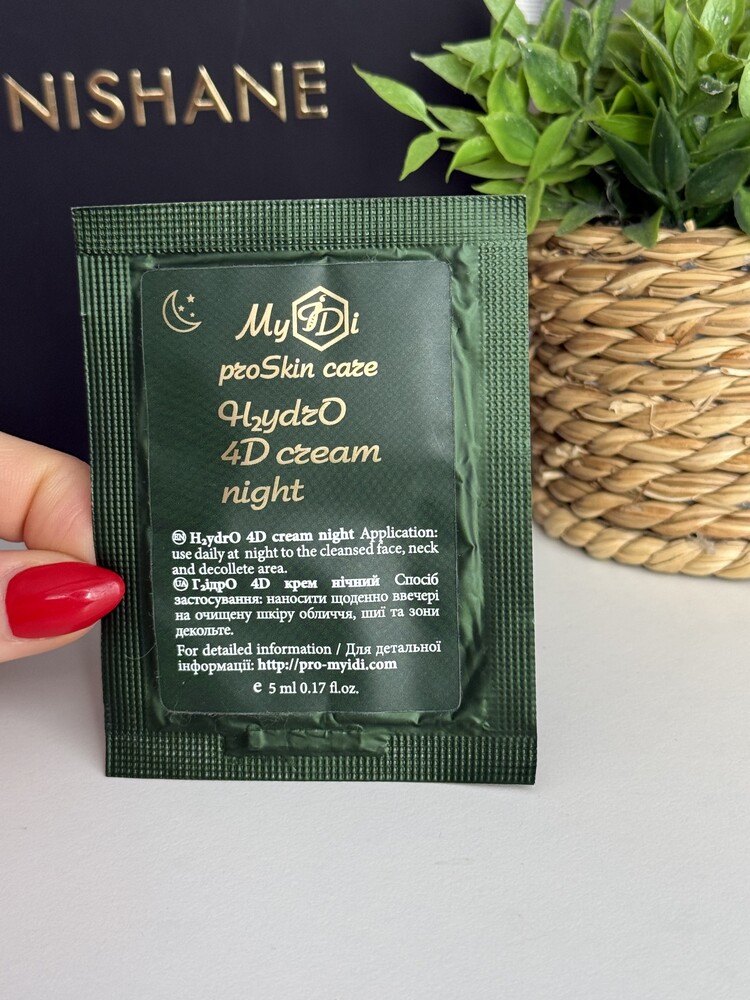 NISHANE
MyIDi
proSkin care
H₂ydrO
4D cream
night
EN H₂ydrO 4D cream night Application:
use daily at night to the cleansed face, neck
and decollete area.
UA Г₂ідрО 4D крем нічний Спосіб
застосування: наносити щоденно ввечері
на очищену шкіру обличчя, шиї та зони
декольте.
For detailed information / Для детальної
інформації: http://pro-myidi.com
e 5 ml 0.17 fl.oz.